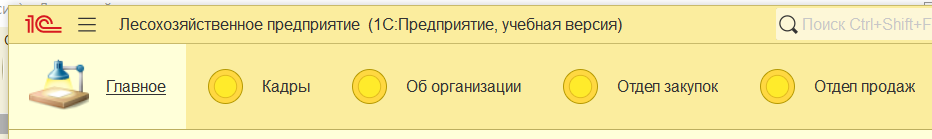 1С Лесохозяйственное предприятие (1С:Предприятие, учебная версия) Поиск Ctrl+Shift+F
Главное Кадры Об организации Отдел закупок Отдел продаж